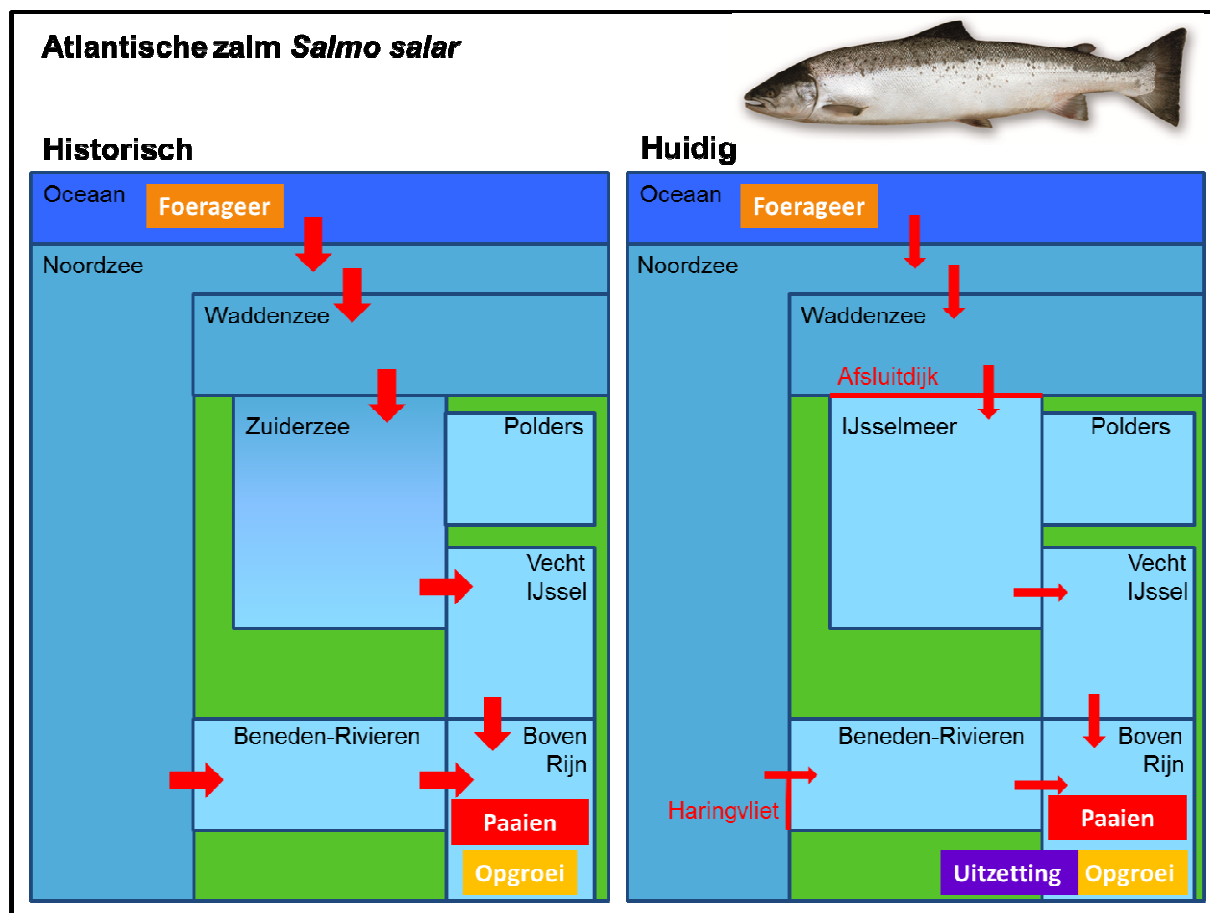 Atlantische zalm Salmo salar
Historisch
Oceaan
Foerageer
Noordzee
Waddenzee
Zuiderzee
Polders
Vecht
IJssel
Beneden-Rivieren
Boven
Rijn
Paaien
Opgroei
Huidig
Oceaan
Foerageer
Noordzee
Waddenzee
Afsluitdijk
IJsselmeer
Polders
Vecht
IJssel
Beneden-Rivieren
Boven
Rijn
Haringvliet
Paaien
Uitzetting
Opgroei